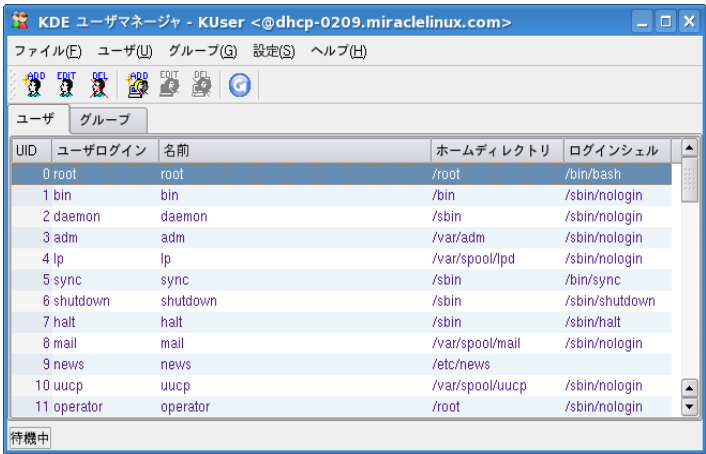 KDE ユーザマネージャ - KUser <@dhcp-0209.miraclelinux.com>
ファイル(F) ユーザ(U) グループ(G) 設定(S) ヘルプ(H)
ADD EDIT DEL ADD EDIT DEL
ユーザ グループ
UID ユーザログイン 名前 ホームディレクトリ ログインシェル
0 root root /root /bin/bash
1 bin bin /bin /sbin/nologin
2 daemon daemon /sbin /sbin/nologin
3 adm adm /var/adm /sbin/nologin
4 lp lp /var/spool/lpd /sbin/nologin
5 sync sync /sbin /bin/sync
6 shutdown shutdown /sbin /sbin/shutdown
7 halt halt /sbin /sbin/halt
8 mail mail /var/spool/mail /sbin/nologin
9 news news /etc/news
10 uucp uucp /var/spool/uucp /sbin/nologin
11 operator operator /root /sbin/nologin
待機中